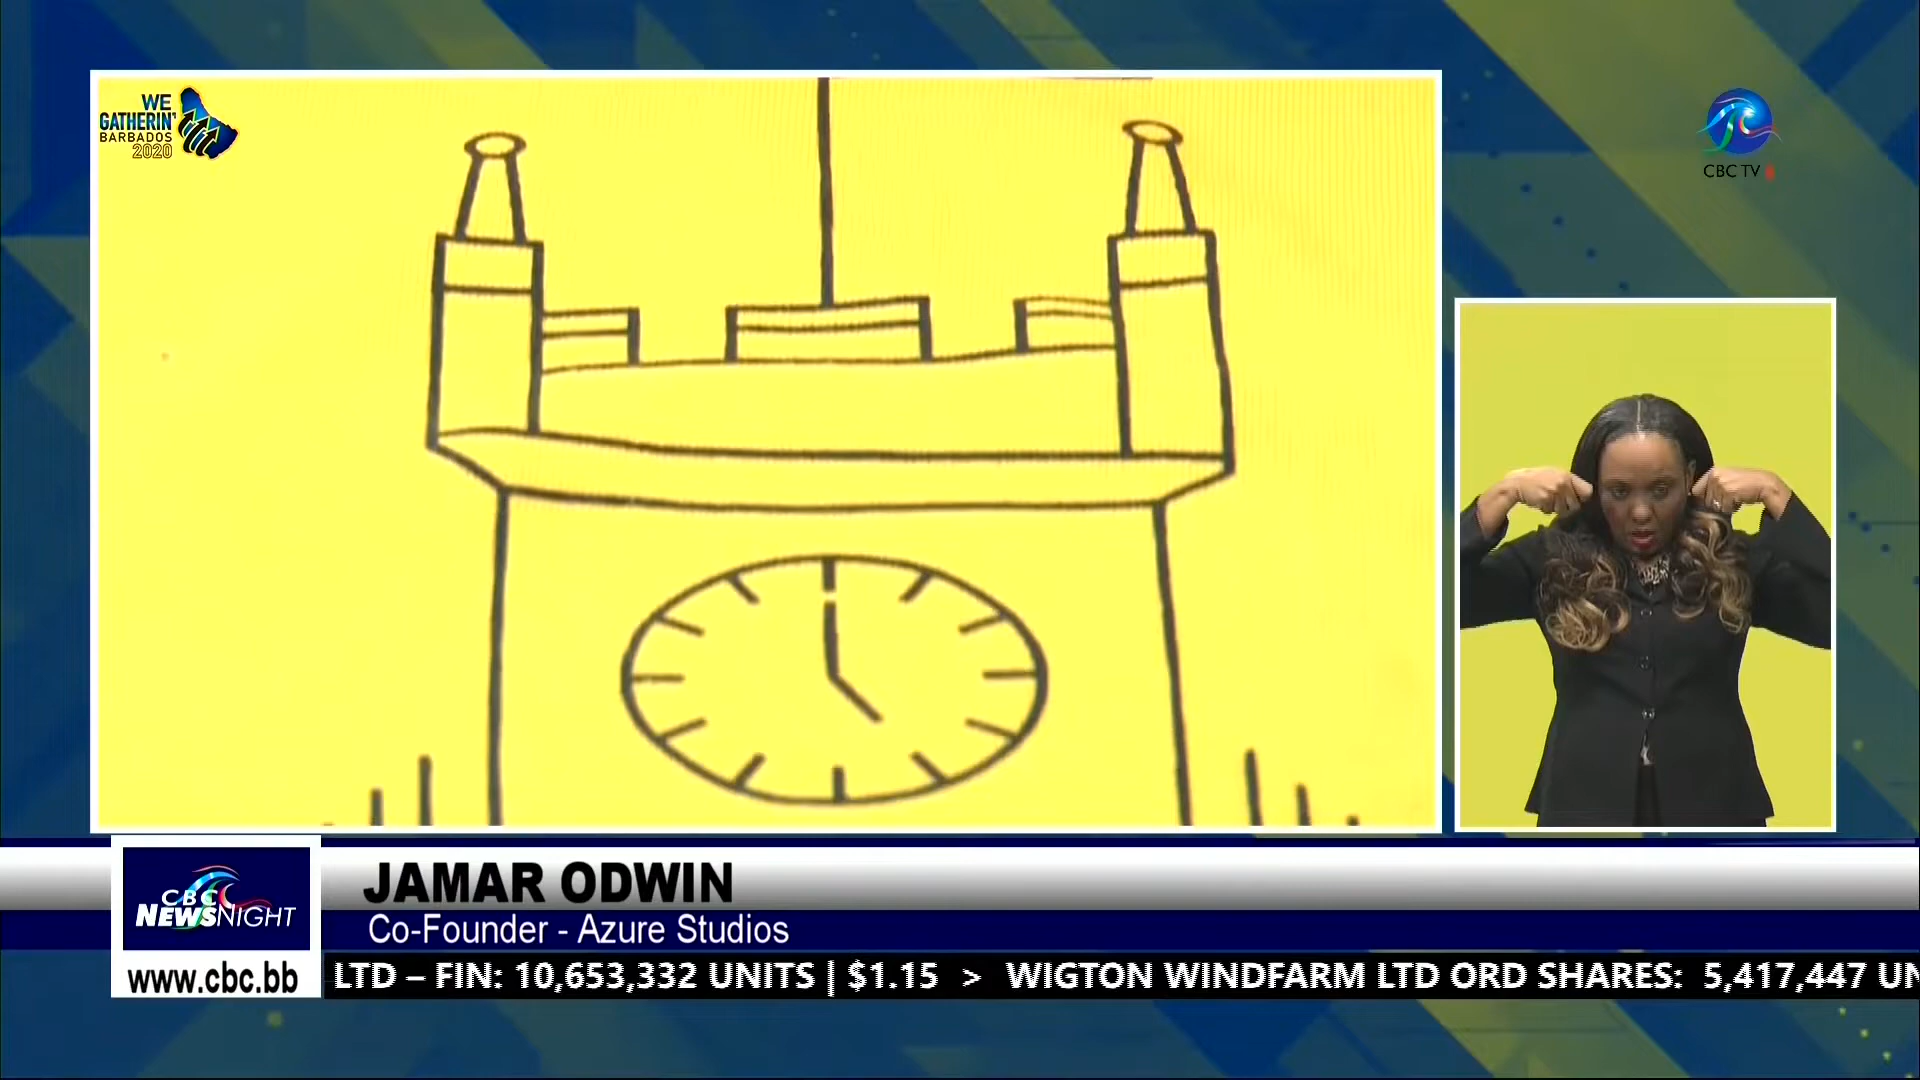 WE
GATHERIN'
BARBADOS
2020
CBC TV 8
JAMAR ODWIN
Co-Founder - Azure Studios
CBC
NEWSNIGHT
www.cbc.bb
LTD – FIN: 10,653,332 UNITS | $1.15 > WIGTON WINDFARM LTD ORD SHARES: 5,417,447 UN